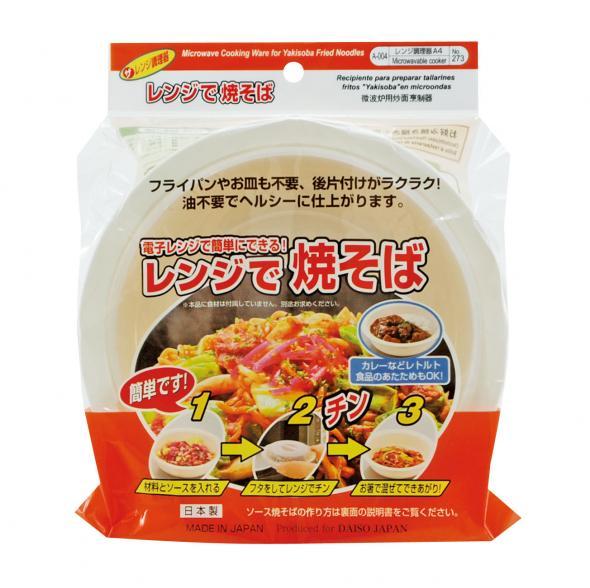 レンジ調理器
Microwave Cooking Ware for Yakisoba Fried Noodles
A-004
レンジ調理器A4
Microwavable cooker
No.
273
レンジで 焼そば
Recipiente para preparar tallarines
fritos "Yakisoba"en microondas
微波炉用炒面烹制器
フライパンやお皿も不要、後片付けがラクラク!
油不要でヘルシーに仕上がります。
電子レンジで簡単にできる!
レンジで 焼そば
※本品に食材は付属していません。別途お求めください。
カレーなどレトルト
食品のあたためもOK!
簡単です!
1
2 チン
3
材料とソースを入れる
フタをしてレンジでチン
お箸で混ぜてできあがり!
日本製
ソース焼そばの作り方は裏面の説明書をご覧ください。
MADE IN JAPAN
Produced for DAISO JAPAN